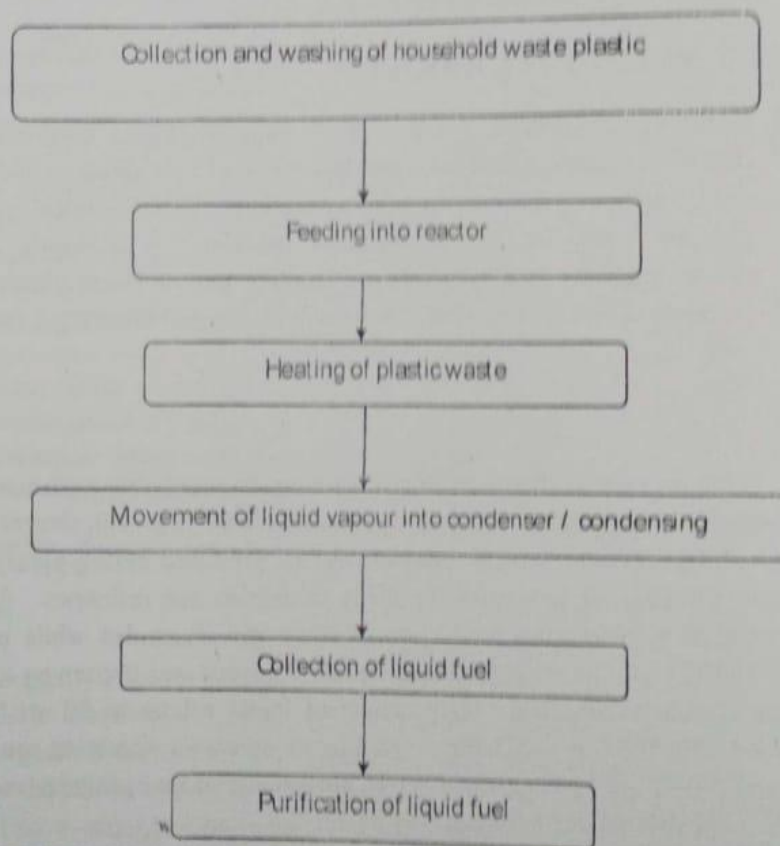 Collection and washing of household waste plastic
Feeding into reactor
Heating of plastic waste
Movement of liquid vapour into condenser / condensing
Collection of liquid fuel
Purification of liquid fuel